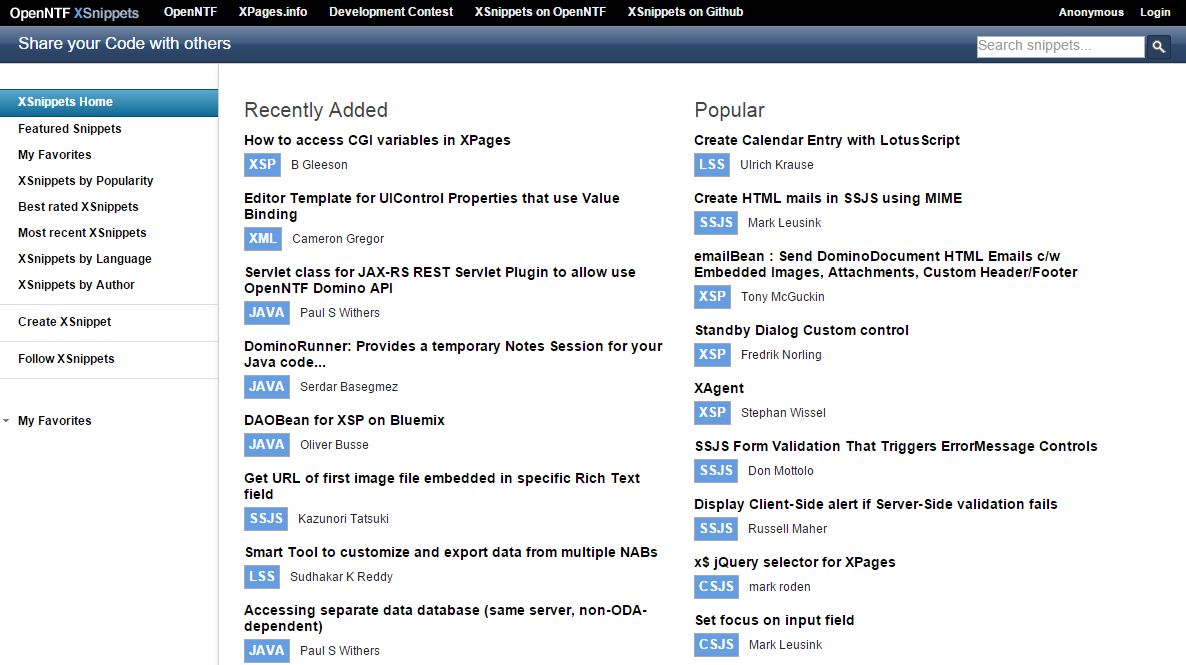 OpenNTF XSnippets OpenNTF XPages.info Development Contest XSnippets on OpenNTF XSnippets on Github Anonymous Login
Share your Code with others Search snippets...
XSnippets Home
Featured Snippets
My Favorites
XSnippets by Popularity
Best rated XSnippets
Most recent XSnippets
XSnippets by Language
XSnippets by Author
Create XSnippet
Follow XSnippets
My Favorites
Recently Added
How to access CGI variables in XPages
XSP B Gleeson
Editor Template for UIControl Properties that use Value
Binding
XML Cameron Gregor
Servlet class for JAX-RS REST Servlet Plugin to allow use
OpenNTF Domino API
JAVA Paul S Withers
DominoRunner: Provides a temporary Notes Session for your
Java code...
JAVA Serdar Basegmez
DAOBean for XSP on Bluemix
JAVA Oliver Busse
Get URL of first image file embedded in specific Rich Text
field
SSJS Kazunori Tatsuki
Smart Tool to customize and export data from multiple NABs
LSS Sudhakar K Reddy
Accessing separate data database (same server, non-ODA-
dependent)
JAVA Paul S Withers
Popular
Create Calendar Entry with LotusScript
LSS Ulrich Krause
Create HTML mails in SSJS using MIME
SSJS Mark Leusink
emailBean : Send DominoDocument HTML Emails c/w
Embedded Images, Attachments, Custom Header/Footer
XSP Tony McGuckin
Standby Dialog Custom control
XSP Fredrik Norling
XAgent
XSP Stephan Wissel
SSJS Form Validation That Triggers ErrorMessage Controls
SSJS Don Mottolo
Display Client-Side alert if Server-Side validation fails
SSJS Russell Maher
x$ jQuery selector for XPages
CSJS mark roden
Set focus on input field
CSJS Mark Leusink